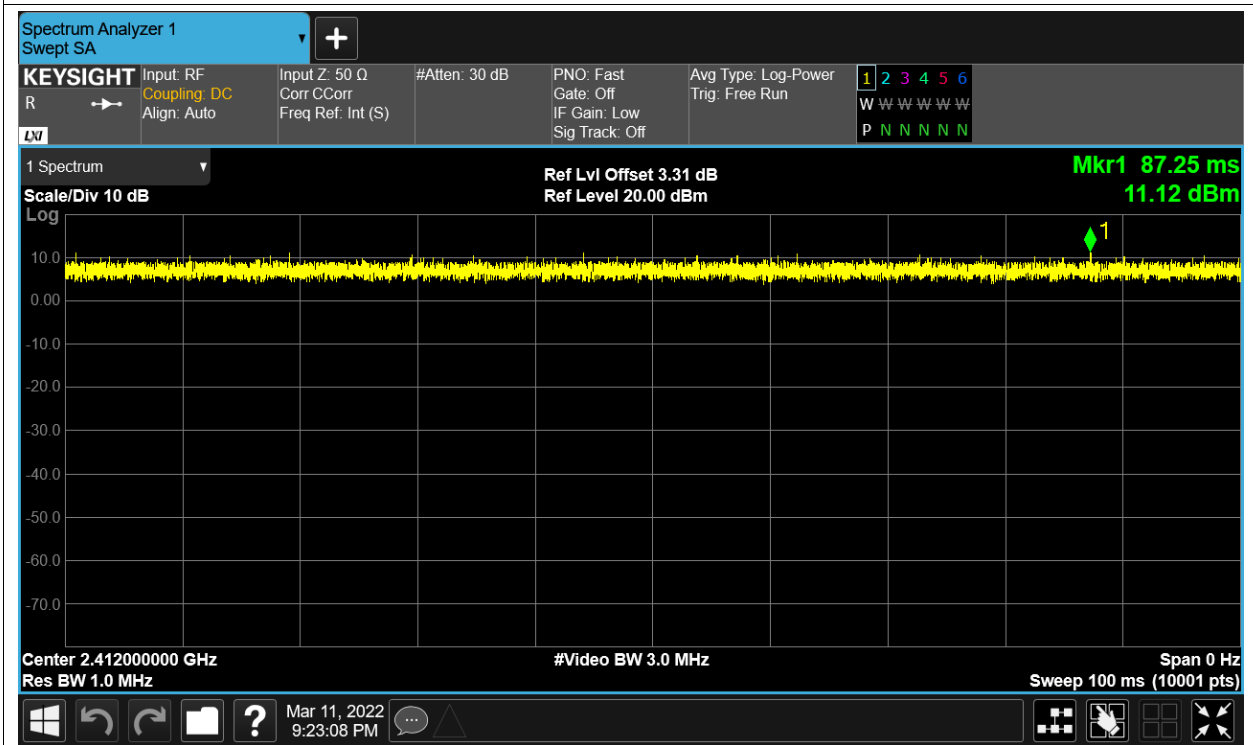 Spectrum Analyzer 1
Swept SA
KEYSIGHT
R
LXI
Input: RF
Coupling: DC
Align: Auto
Input Z: 50 Ω
Corr CCorr
Freq Ref: Int (S)
#Atten: 30 dB
PNO: Fast
Gate: Off
IF Gain: Low
Sig Track: Off
Avg Type: Log-Power
Trig: Free Run
1 2 3 4 5 6
W W W W W W
P N N N N N
1 Spectrum
Scale/Div 10 dB
Log
Ref Lvl Offset 3.31 dB
Ref Level 20.00 dBm
Mkr1 87.25 ms
11.12 dBm
1
10.0
0.00
-10.0
-20.0
-30.0
-40.0
-50.0
-60.0
-70.0
Center 2.412000000 GHz
Res BW 1.0 MHz
#Video BW 3.0 MHz
Span 0 Hz
Sweep 100 ms (10001 pts)
?
Mar 11, 2022
9:23:08 PM